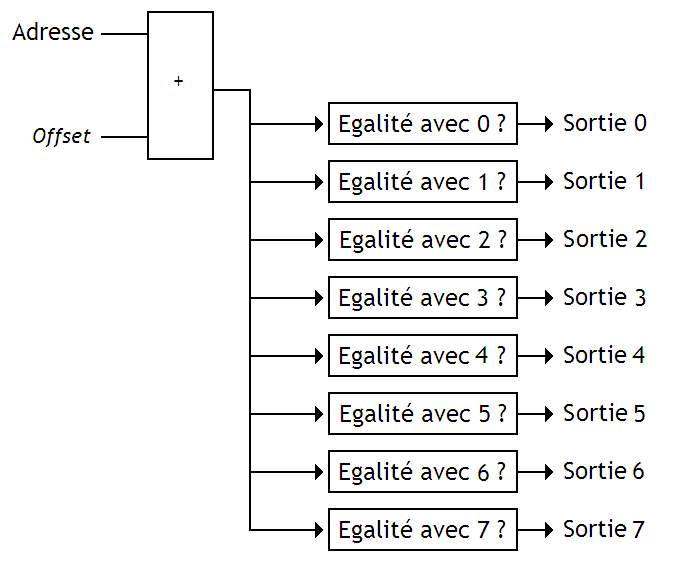 Adresse
+
Offset
Egalité avec 0 ? Sortie 0
Egalité avec 1 ? Sortie 1
Egalité avec 2 ? Sortie 2
Egalité avec 3 ? Sortie 3
Egalité avec 4 ? Sortie 4
Egalité avec 5 ? Sortie 5
Egalité avec 6 ? Sortie 6
Egalité avec 7 ? Sortie 7